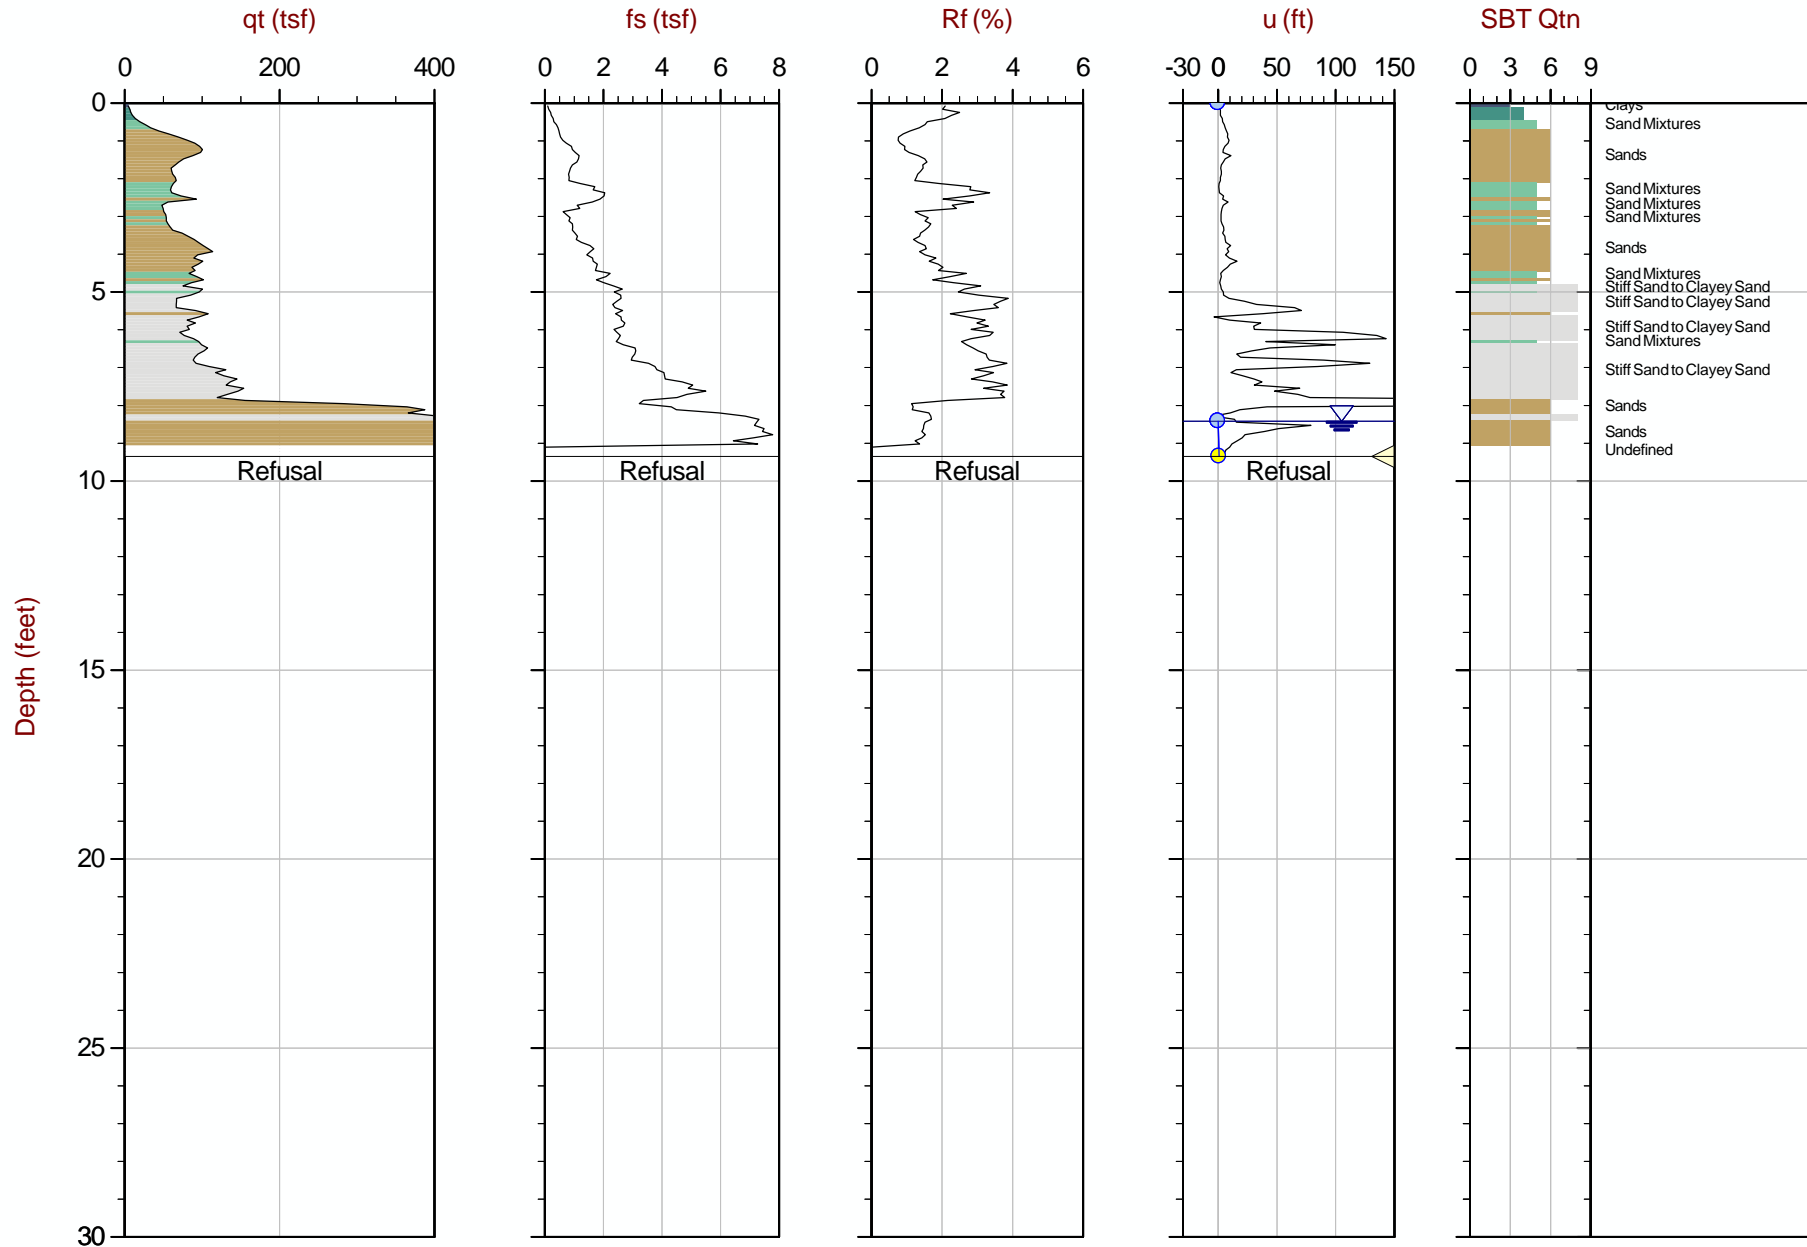 qt (tsf) fs (tsf) Rf (%) u (ft) SBT Qtn
0 200 400 0 2 4 6 8 0 2 4 6 -30 0 50 100 150 0 3 6 9
0
Clays
Sand Mixtures
Sands
Sand Mixtures
Sand Mixtures
Sand Mixtures
Sands
Sand Mixtures
Stiff Sand to Clayey Sand
5
Stiff Sand to Clayey Sand
Stiff Sand to Clayey Sand
Sand Mixtures
Stiff Sand to Clayey Sand
Sands
Sands
Undefined
Refusal Refusal Refusal Refusal
10
Depth (feet)
15
20
25
30